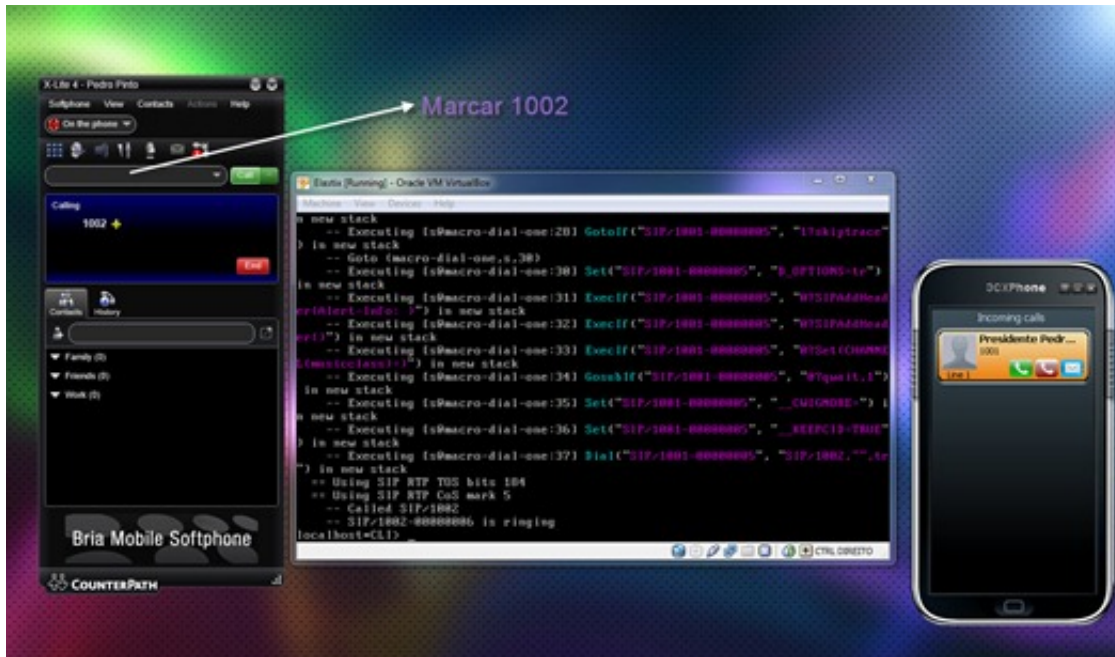 X-Lite 4 - Pedro Pinto
Softphone View Contacts Actions Help
On the phone
Call
Calling
1002
End
Contacts History
Family (0)
Friends (0)
Work (0)
Bria Mobile Softphone
COUNTERPATH
Marcar 1002
Elastix [Running] - Oracle VM VirtualBox
Machine View Devices Help
n new stack
-- Executing [s@macro-dial-one:28] GotoIf("SIP/1001-00000005", "1?skiptrace"
) in new stack
-- Goto (macro-dial-one,s,30)
-- Executing [s@macro-dial-one:30] Set("SIP/1001-00000005", "D_OPTIONS=tr")
in new stack
-- Executing [s@macro-dial-one:31] ExecIf("SIP/1001-00000005", "0?SIPAddHead
er(Alert-Info: )") in new stack
-- Executing [s@macro-dial-one:32] ExecIf("SIP/1001-00000005", "0?SIPAddHead
er()") in new stack
-- Executing [s@macro-dial-one:33] ExecIf("SIP/1001-00000005", "0?Set(CHANNE
L(musicclass)=)") in new stack
-- Executing [s@macro-dial-one:34] GosubIf("SIP/1001-00000005", "0?qwait,1")
in new stack
-- Executing [s@macro-dial-one:35] Set("SIP/1001-00000005", "__CWIGNORE=") i
n new stack
-- Executing [s@macro-dial-one:36] Set("SIP/1001-00000005", "__KEEPCID=TRUE"
) in new stack
-- Executing [s@macro-dial-one:37] Dial("SIP/1001-00000005", "SIP/1002,"",tr
") in new stack
== Using SIP RTP TOS bits 184
== Using SIP RTP CoS mark 5
-- Called SIP/1002
-- SIP/1002-00000006 is ringing
localhost*CLI> _
CTRL DIREITO
3CXPhone
Incoming calls
Presidente Pedr...
1001
Line 1